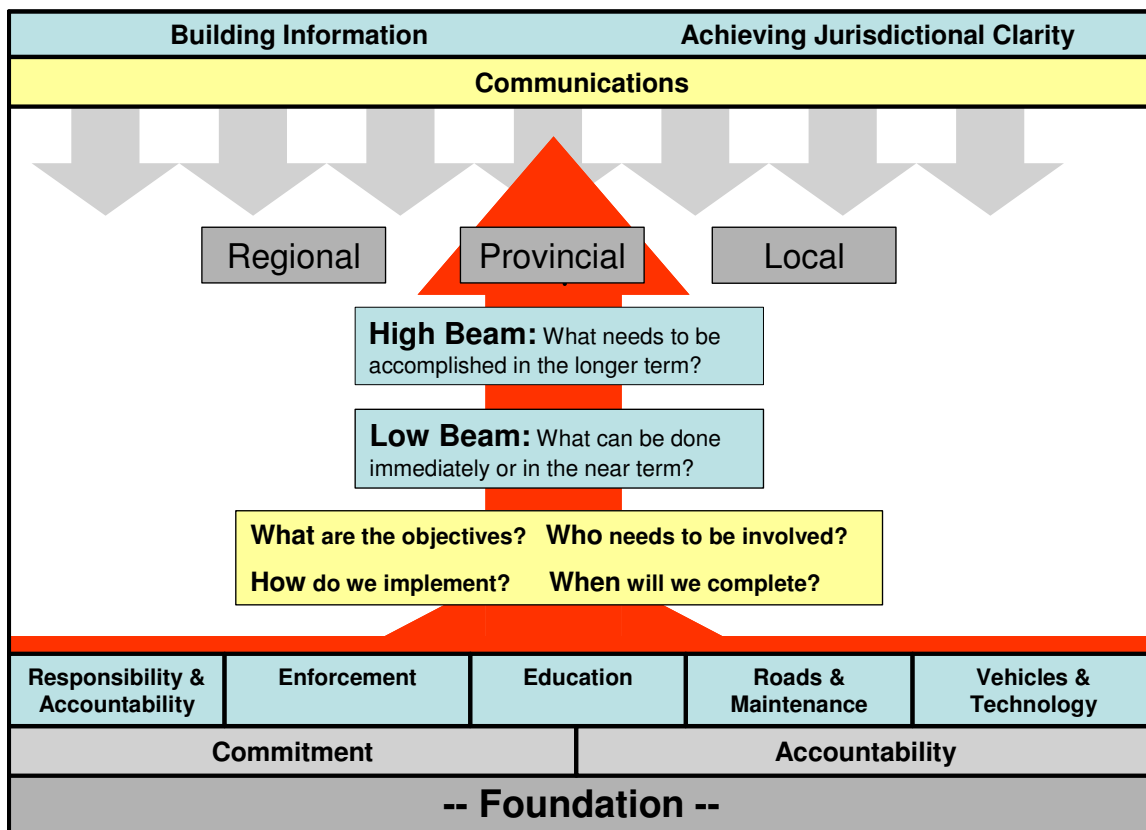 Building Information
Achieving Jurisdictional Clarity
Communications
Regional
Provincial
Local
High Beam: What needs to be
accomplished in the longer term?
Low Beam: What can be done
immediately or in the near term?
What are the objectives? Who needs to be involved?
How do we implement? When will we complete?
Responsibility &
Accountability
Enforcement
Education
Roads &
Maintenance
Vehicles &
Technology
Commitment
Accountability
-- Foundation --